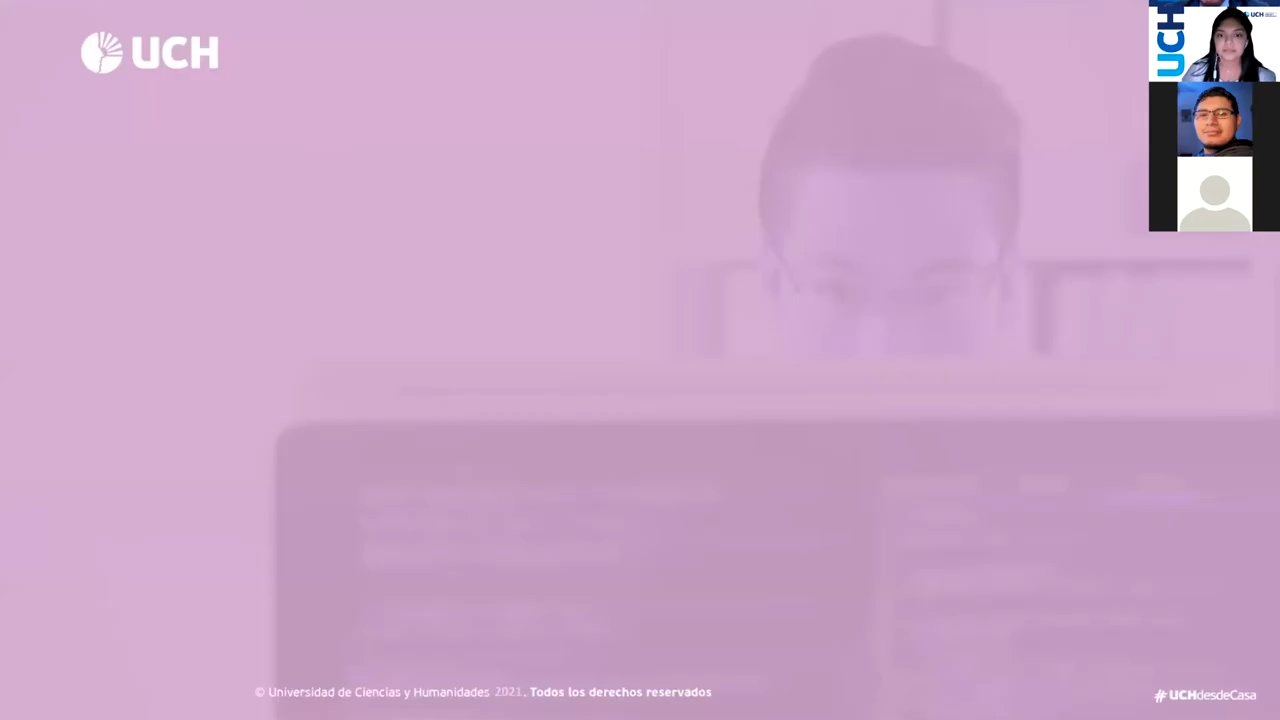 UCH
UCH
UCH
© Universidad de Ciencias y Humanidades 2021. Todos los derechos reservados
#UCHdesdeCasa